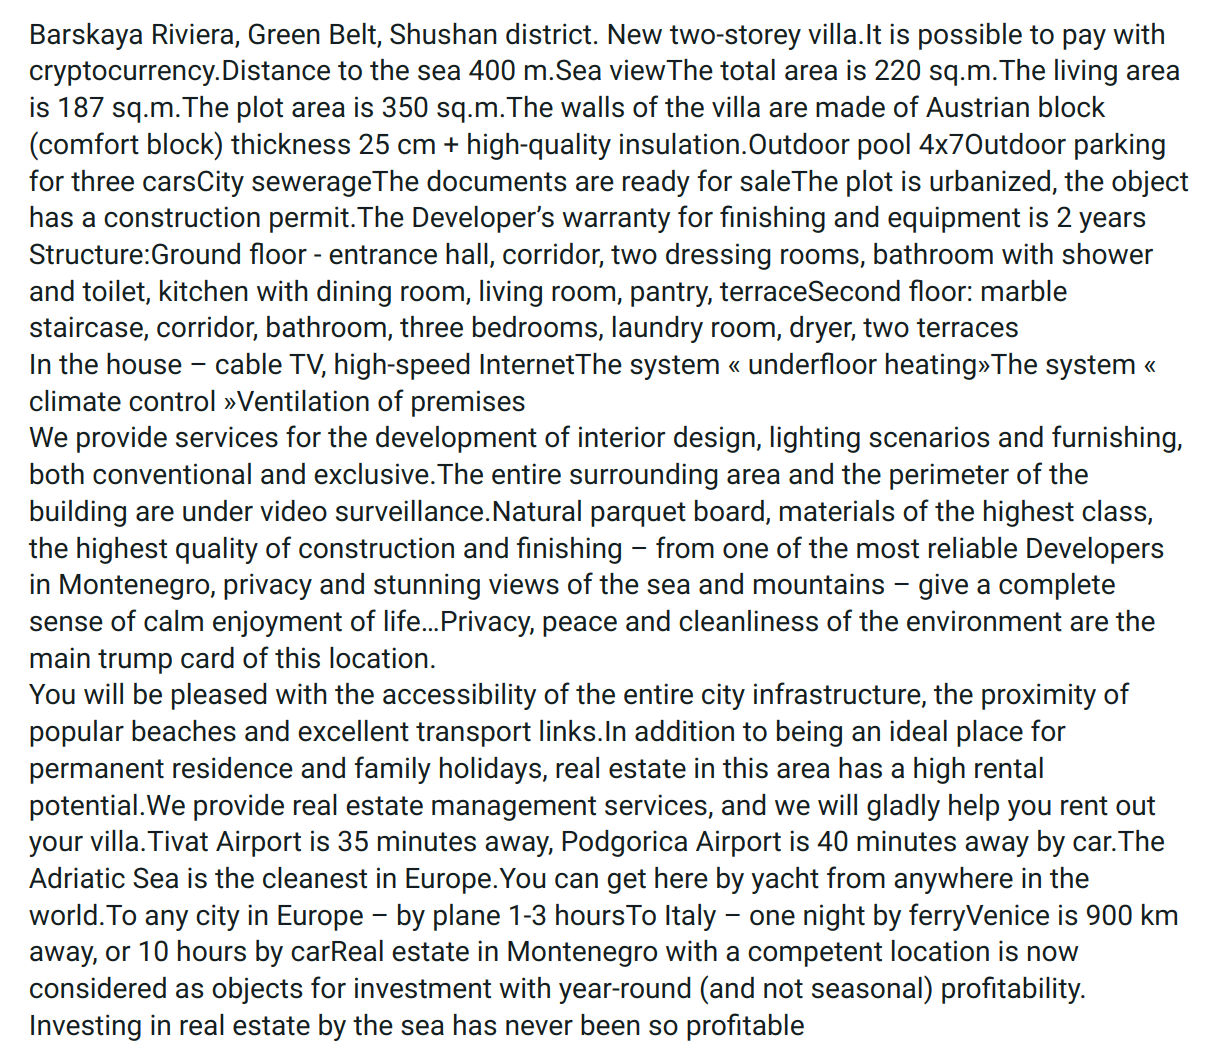 Barskaya Riviera, Green Belt, Shushan district. New two-storey villa.It is possible to pay with
cryptocurrency.Distance to the sea 400 m.Sea viewThe total area is 220 sq.m.The living area
is 187 sq.m.The plot area is 350 sq.m.The walls of the villa are made of Austrian block
(comfort block) thickness 25 cm + high-quality insulation.Outdoor pool 4x7Outdoor parking
for three carsCity sewerageThe documents are ready for saleThe plot is urbanized, the object
has a construction permit.The Developer’s warranty for finishing and equipment is 2 years
Structure:Ground floor - entrance hall, corridor, two dressing rooms, bathroom with shower
and toilet, kitchen with dining room, living room, pantry, terraceSecond floor: marble
staircase, corridor, bathroom, three bedrooms, laundry room, dryer, two terraces
In the house – cable TV, high-speed InternetThe system « underfloor heating»The system «
climate control »Ventilation of premises
We provide services for the development of interior design, lighting scenarios and furnishing,
both conventional and exclusive.The entire surrounding area and the perimeter of the
building are under video surveillance.Natural parquet board, materials of the highest class,
the highest quality of construction and finishing – from one of the most reliable Developers
in Montenegro, privacy and stunning views of the sea and mountains – give a complete
sense of calm enjoyment of life…Privacy, peace and cleanliness of the environment are the
main trump card of this location.
You will be pleased with the accessibility of the entire city infrastructure, the proximity of
popular beaches and excellent transport links.In addition to being an ideal place for
permanent residence and family holidays, real estate in this area has a high rental
potential.We provide real estate management services, and we will gladly help you rent out
your villa.Tivat Airport is 35 minutes away, Podgorica Airport is 40 minutes away by car.The
Adriatic Sea is the cleanest in Europe.You can get here by yacht from anywhere in the
world.To any city in Europe – by plane 1-3 hoursTo Italy – one night by ferryVenice is 900 km
away, or 10 hours by carReal estate in Montenegro with a competent location is now
considered as objects for investment with year-round (and not seasonal) profitability.
Investing in real estate by the sea has never been so profitable